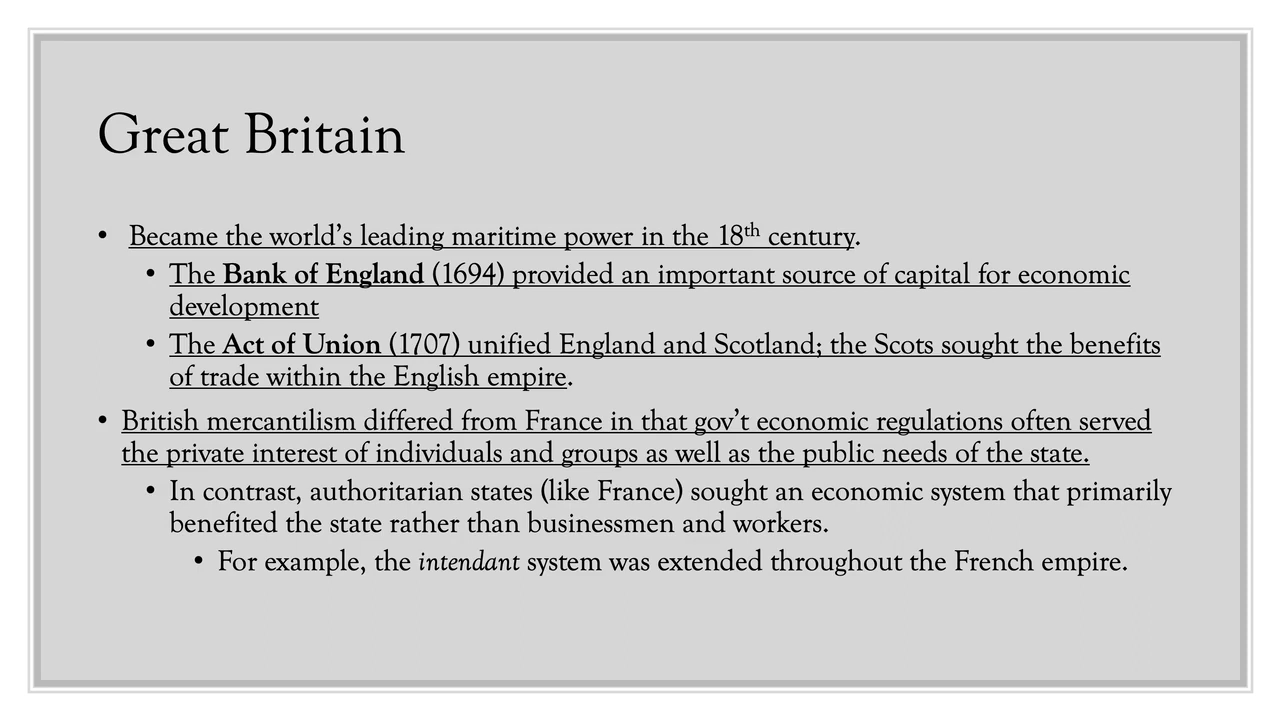 Great Britain
• Became the world’s leading maritime power in the 18th century.
• The Bank of England (1694) provided an important source of capital for economic
development
• The Act of Union (1707) unified England and Scotland; the Scots sought the benefits
of trade within the English empire.
• British mercantilism differed from France in that gov’t economic regulations often served
the private interest of individuals and groups as well as the public needs of the state.
• In contrast, authoritarian states (like France) sought an economic system that primarily
benefited the state rather than businessmen and workers.
• For example, the intendant system was extended throughout the French empire.